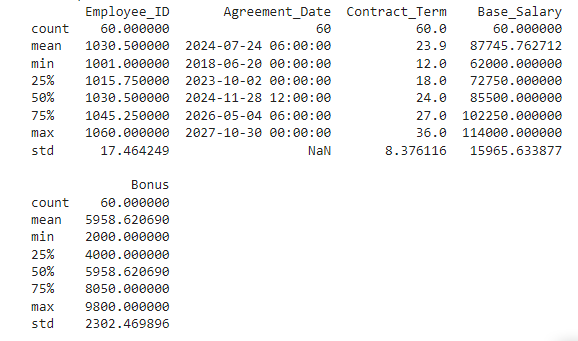 Employee_ID Agreement_Date Contract_Term Base_Salary
count 60.000000 60 60.0 60.000000
mean 1030.500000 2024-07-24 06:00:00 23.9 87745.762712
min 1001.000000 2018-06-20 00:00:00 12.0 62000.000000
25% 1015.750000 2023-10-02 00:00:00 18.0 72750.000000
50% 1030.500000 2024-11-28 12:00:00 24.0 85500.000000
75% 1045.250000 2026-05-04 06:00:00 27.0 102250.000000
max 1060.000000 2027-10-30 00:00:00 36.0 114000.000000
std 17.464249 NaN 8.376116 15965.633877
Bonus
count 60.000000
mean 5958.620690
min 2000.000000
25% 4000.000000
50% 5958.620690
75% 8050.000000
max 9800.000000
std 2302.469896